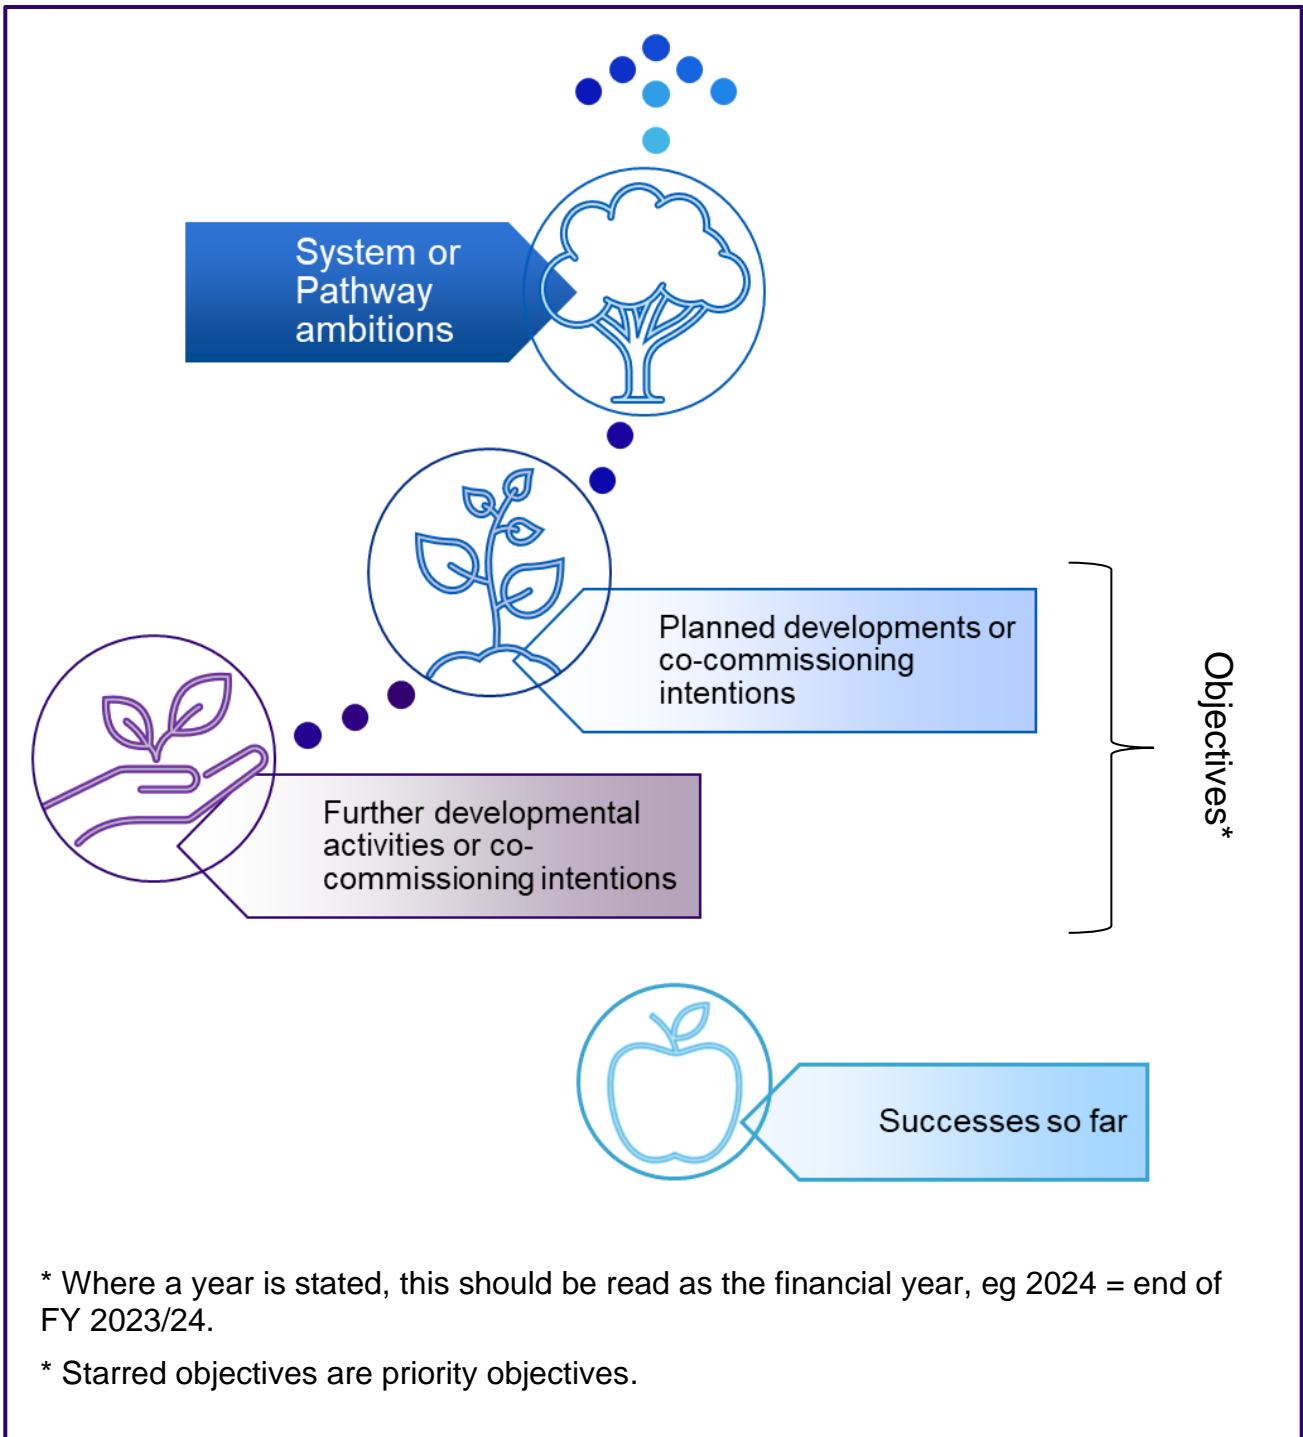 System or
Pathway
ambitions
Planned developments or
co-commissioning
intentions
Objectives*
Further developmental
activities or co-
commissioning intentions
Successes so far
* Where a year is stated, this should be read as the financial year, eg 2024 = end of
FY 2023/24.
* Starred objectives are priority objectives.